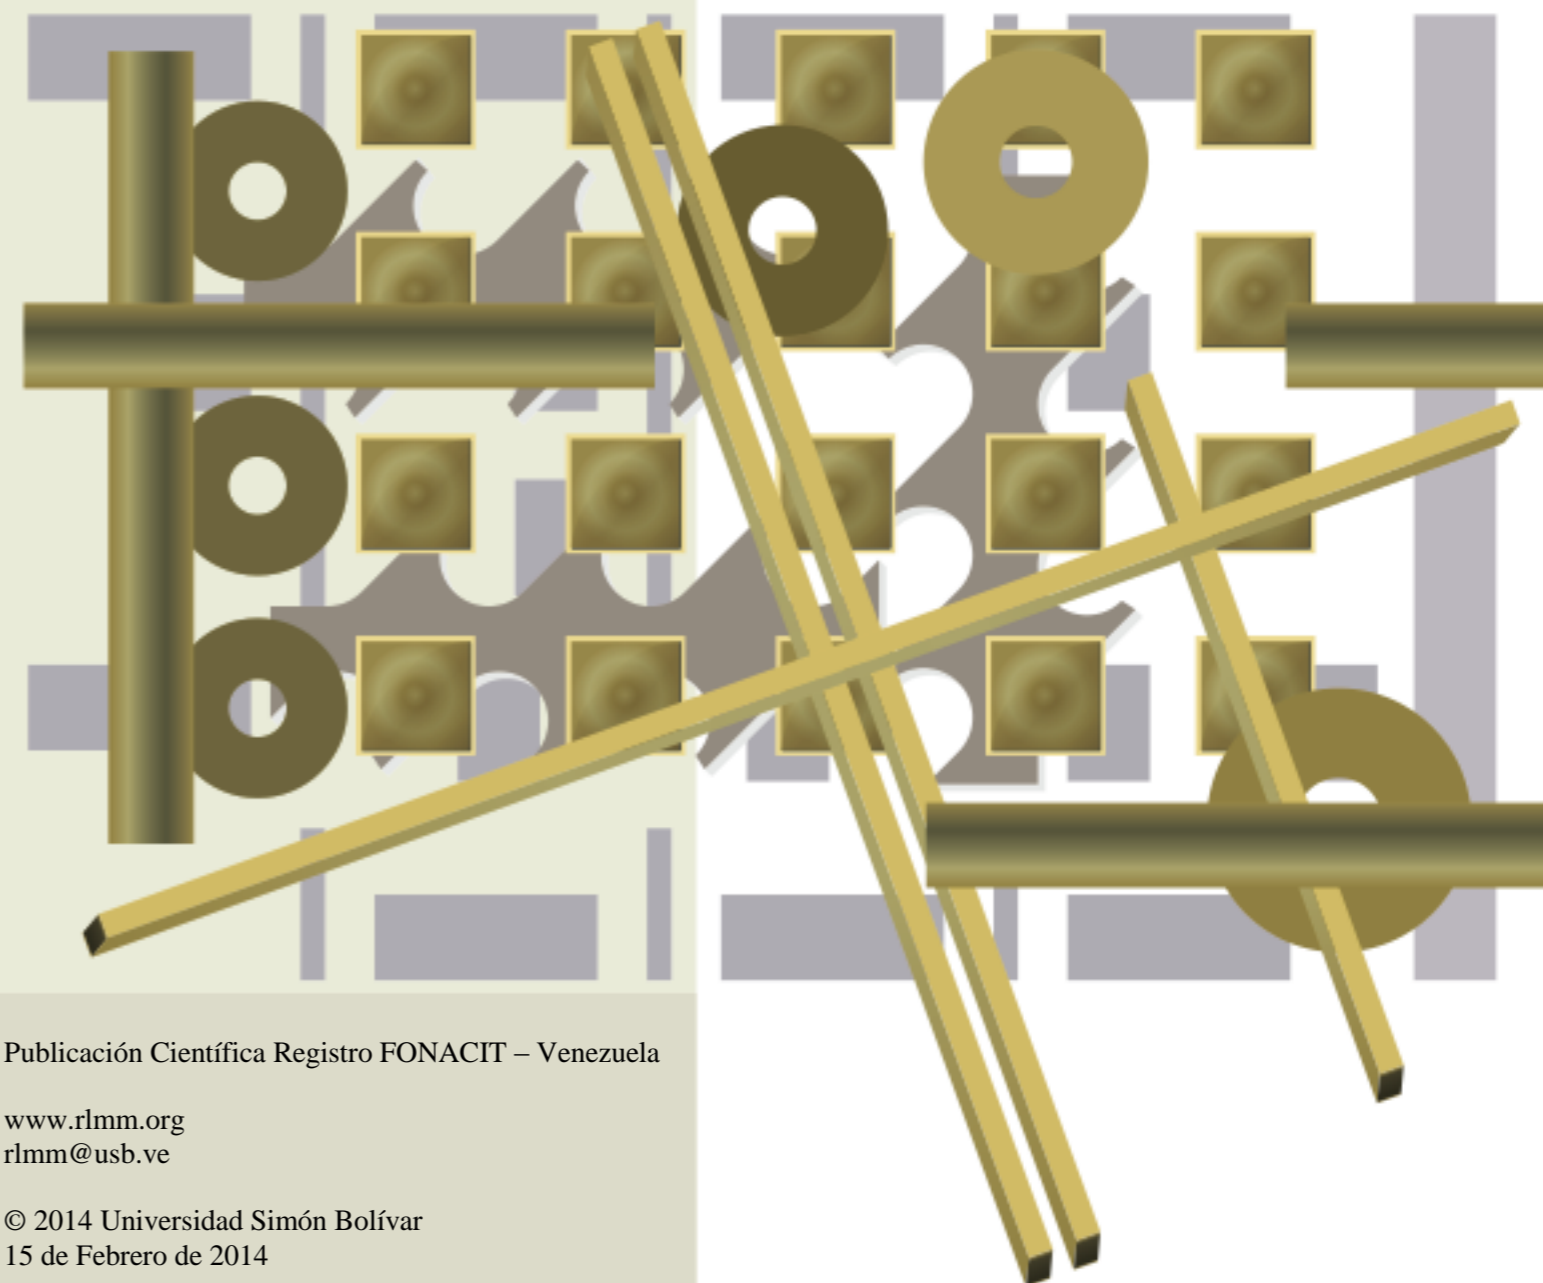 Publicación Científica Registro FONACIT – Venezuela
www.rlmm.org
rlmm@usb.ve
© 2014 Universidad Simón Bolívar
15 de Febrero de 2014